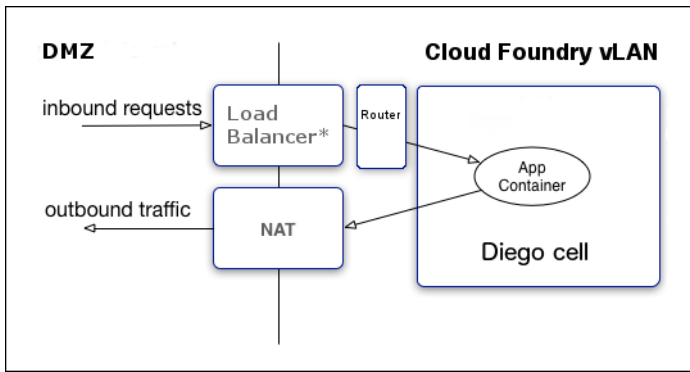 DMZ
Cloud Foundry vLAN
inbound requests
Load
Balancer*
Router
App
Container
outbound traffic
NAT
Diego cell